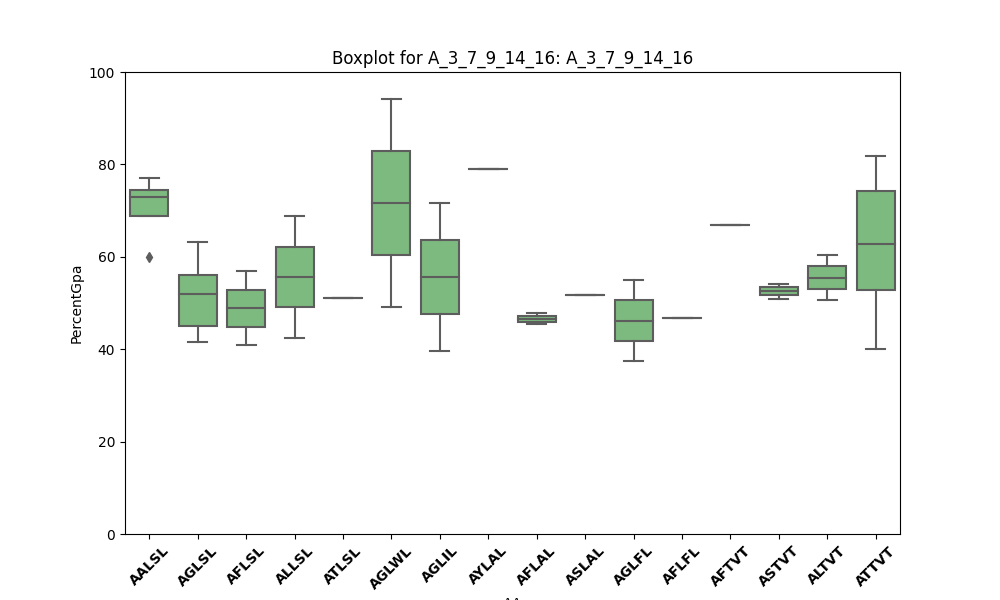 Boxplot for A_3_7_9_14_16: A_3_7_9_14_16
PercentGpa
100
80
60
40
20
0
AALSL AGLSL AFLSL ALLSL ATLSL AGLWL AGLIL AYLAL AFLAL ASLAL AGLFL AFLFL AFTVT ASTVT ALTVT ATTVT